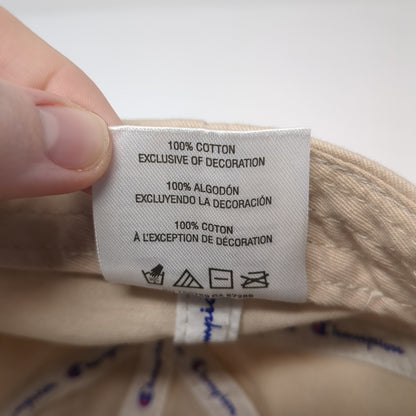 100% COTTON
EXCLUSIVE OF DECORATION
100% ALGODÓN
EXCLUYENDO LA DECORACIÓN
100% COTON
À L'EXCEPTION DE DÉCORATION
Champion